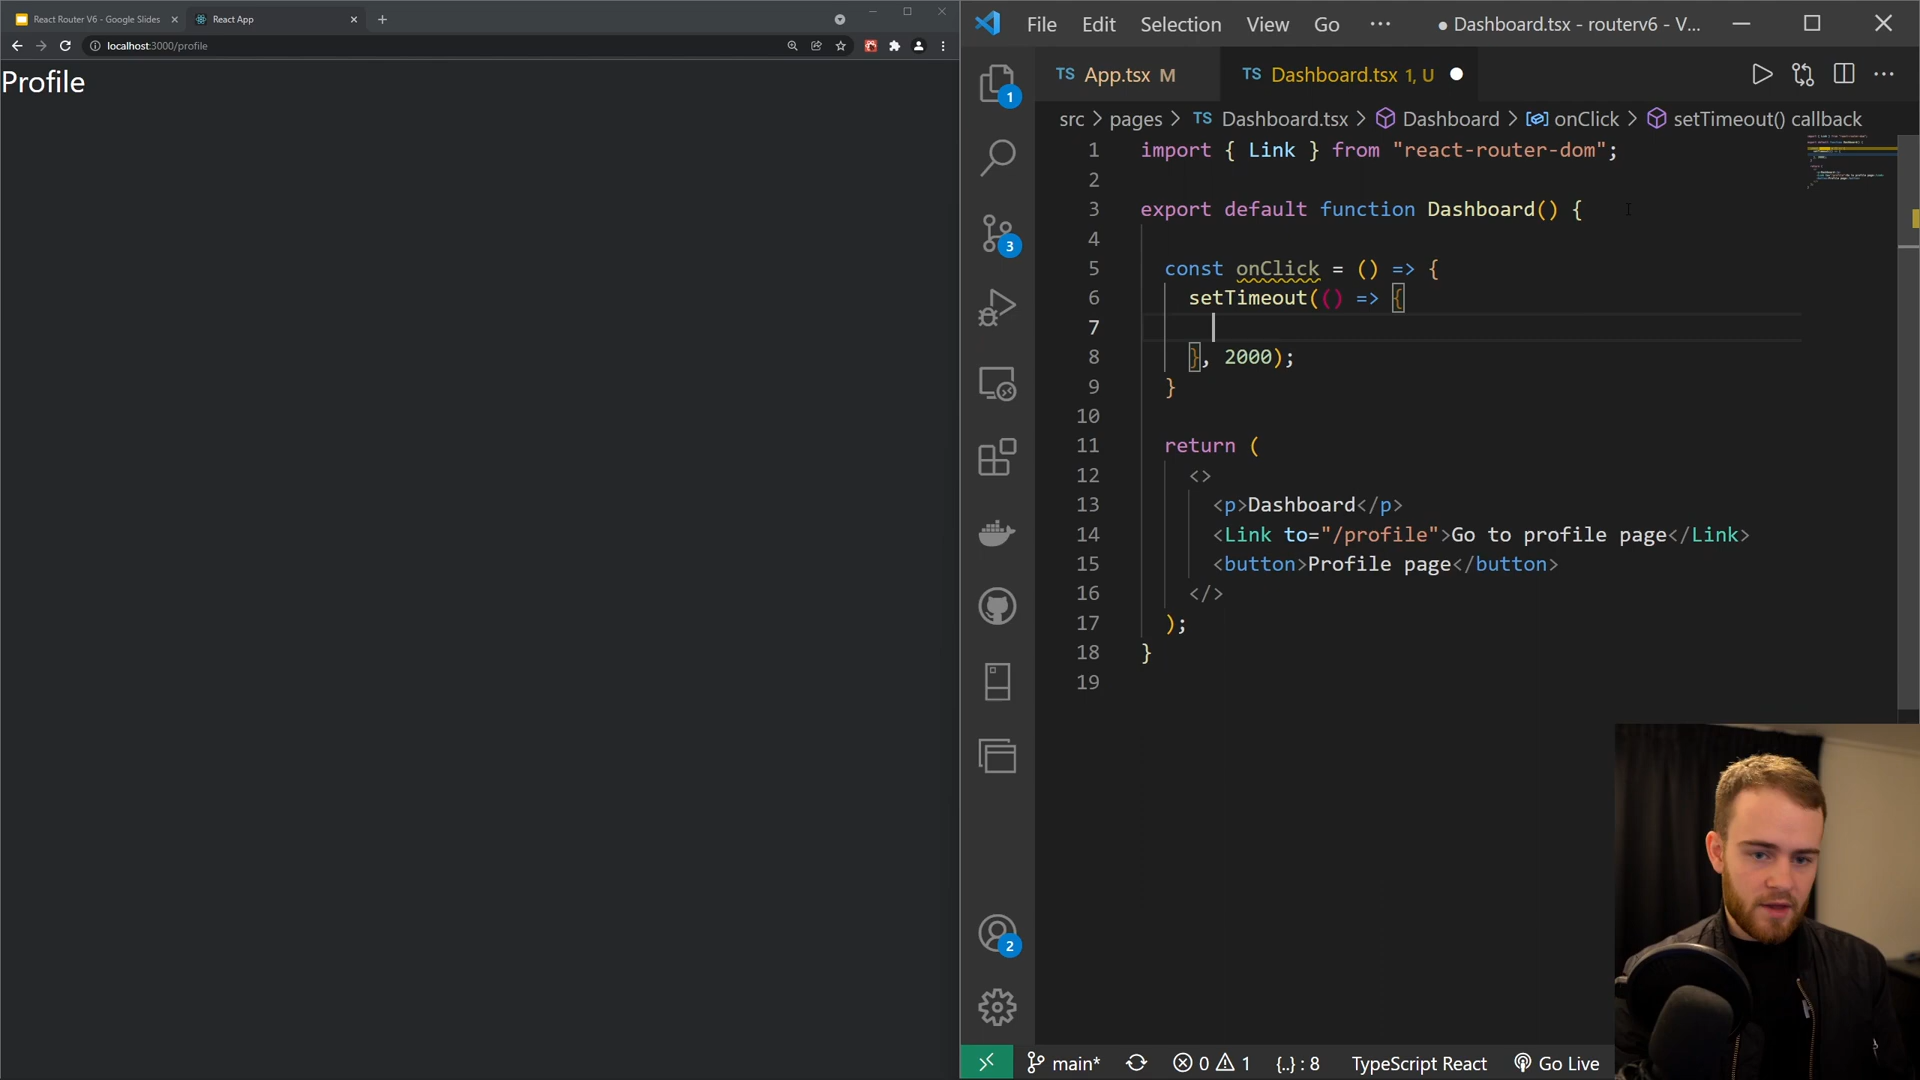 React Router V6 - Google Slides
React App
localhost:3000/profile
Profile
File Edit Selection View Go
Dashboard.tsx - routerv6 - V...
TS App.tsx M
TS Dashboard.tsx 1, U
src > pages > TS Dashboard.tsx > Dashboard > onClick > setTimeout() callback
1 import { Link } from "react-router-dom";
2
3 export default function Dashboard() {
4
5 const onClick = () => {
6 setTimeout(() => {
7
8 }, 2000);
9 }
10
11 return (
12 <>
13 <p>Dashboard</p>
14 <Link to="/profile">Go to profile page</Link>
15 <button>Profile page</button>
16 </>
17 );
18 }
19
1
3
2
main* 0 1 {..} : 8 TypeScript React Go Live